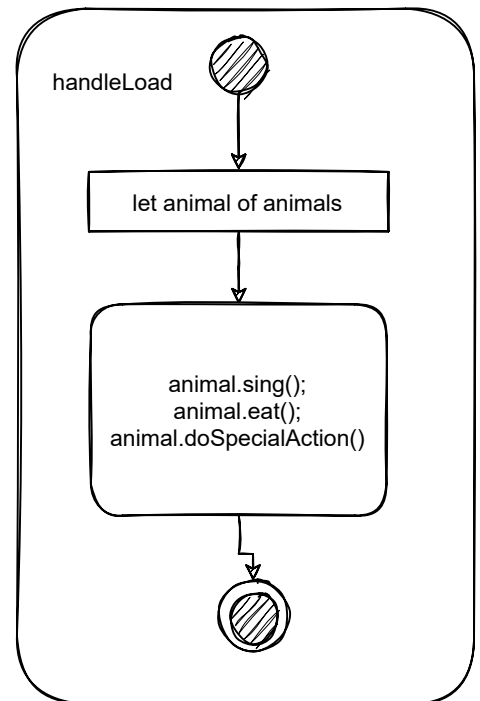 handleLoad
let animal of animals
animal.sing();
animal.eat();
animal.doSpecialAction()